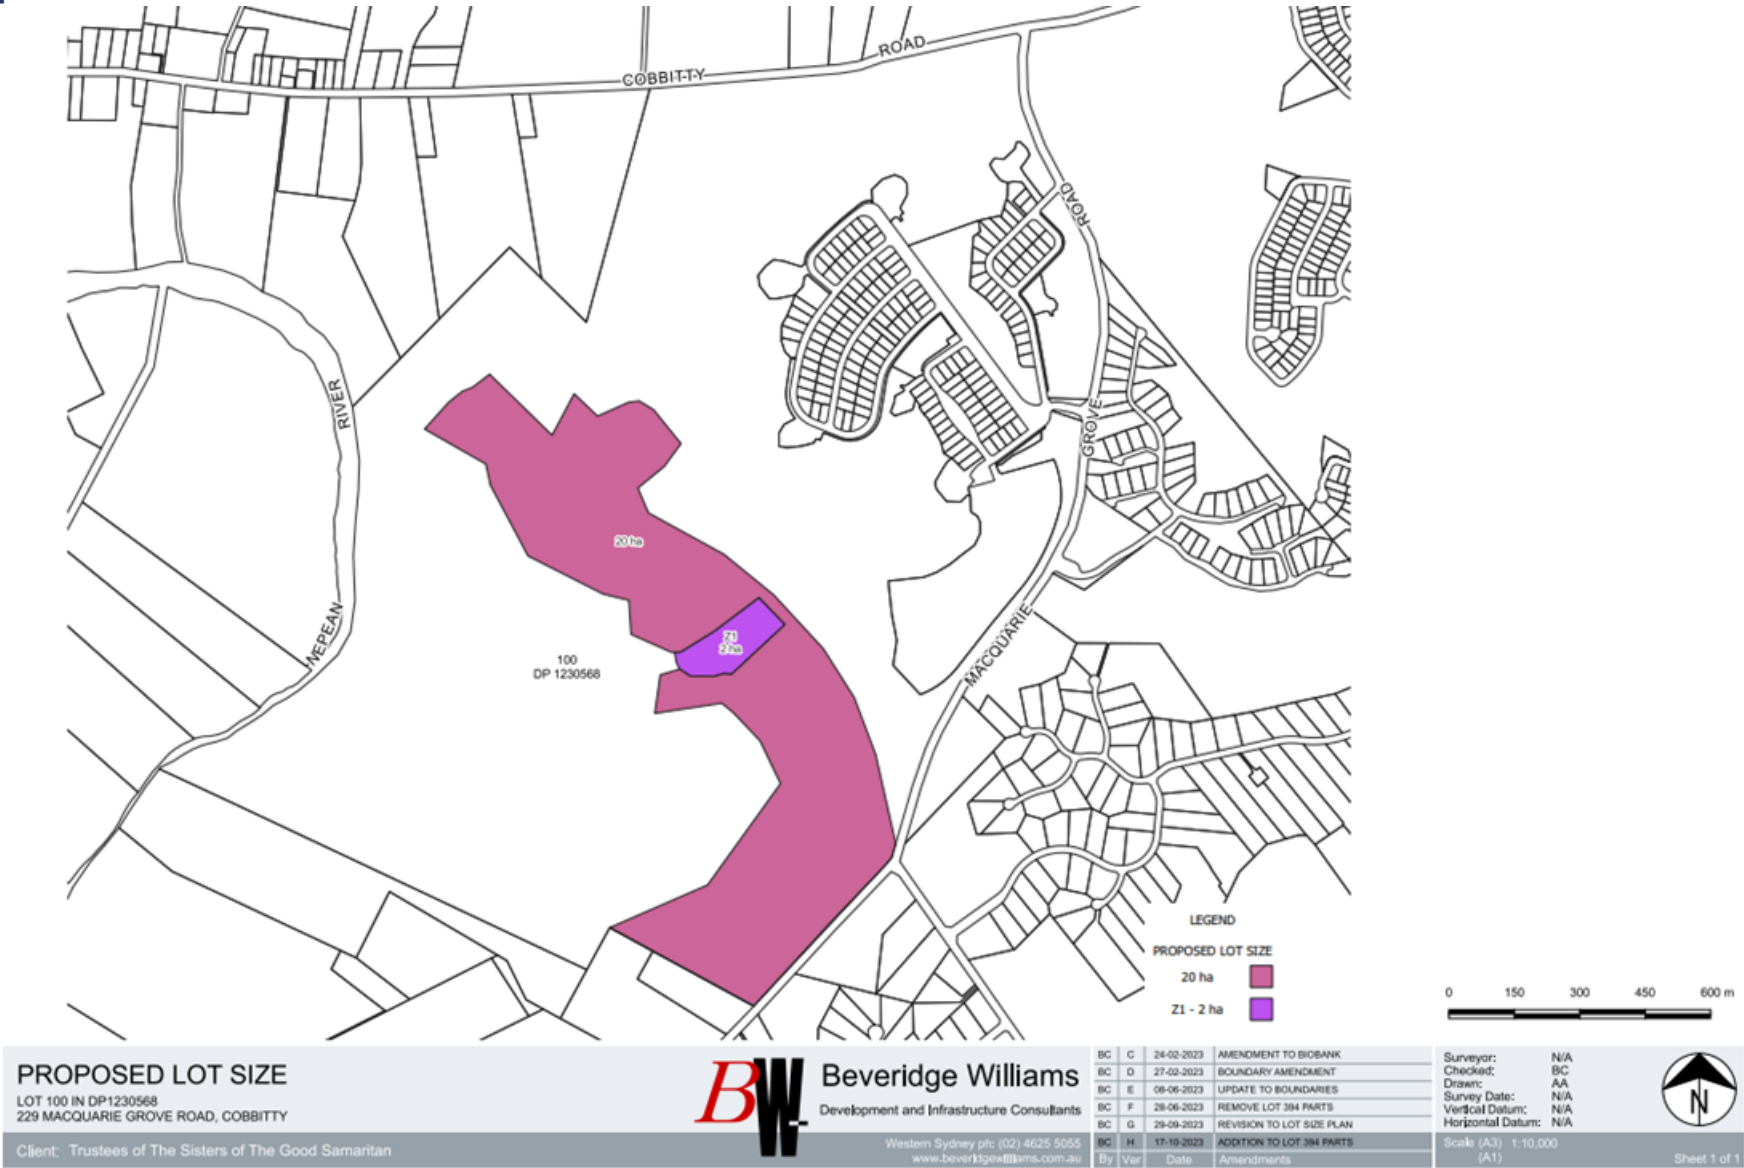 COBBITTY
ROAD
ROAD
RIVER
GROVE
20 ha
Z1
2 ha
NEPEAN
MACQUARIE
100
DP 1230568
LEGEND
PROPOSED LOT SIZE
20 ha
Z1 - 2 ha
0 150 300 450 600 m
PROPOSED LOT SIZE
LOT 100 IN DP1230568
229 MACQUARIE GROVE ROAD, COBBITTY
Client: Trustees of The Sisters of The Good Samaritan
BW
Beveridge Williams
Development and Infrastructure Consultants
Western Sydney ph: (02) 4625 5055
www.beveridgewilliams.com.au
BC C 24-02-2023 AMENDMENT TO BIOBANK
BC D 27-02-2023 BOUNDARY AMENDMENT
BC E 08-06-2023 UPDATE TO BOUNDARIES
BC F 28-06-2023 REMOVE LOT 394 PARTS
BC G 29-09-2023 REVISION TO LOT SIZE PLAN
BC H 17-10-2023 ADDITION TO LOT 394 PARTS
By Ver Date Amendments
Surveyor: N/A
Checked: BC
Drawn: AA
Survey Date: N/A
Vertical Datum: N/A
Horizontal Datum: N/A
Scale (A3) 1:10,000
(A1)
N
Sheet 1 of 1